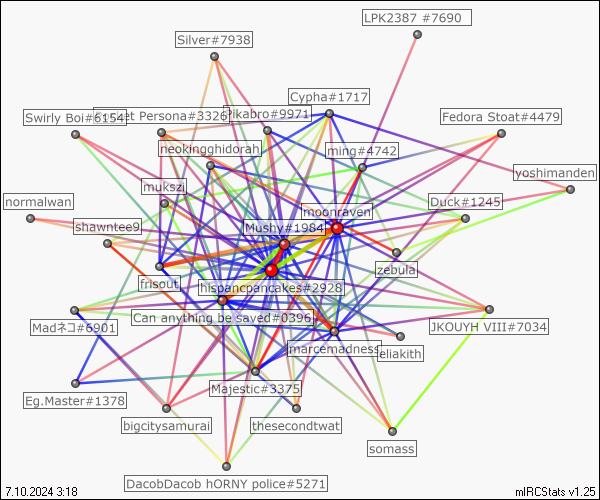 LPK2387 #7690
Silver#7938
Cypha#1717
Swirly Boi#6154
Persona#3326
Pikabro#9971
Fedora Stoat#4479
neokingghidorah
ming#4742
yoshimanden
mukszi
normalwan
moonraven
Duck#1245
shawntee9
Mushy#1984
zebula
frisout
hispancpancakes#2928
Can anything be saved#0396
Madネコ#6901
JKOUYH VIII#7034
marcemadness
eliakith
Majestic#3375
Eg.Master#1378
bigcitysamurai
thesecondtwat
somass
DacobDacob hORNY police#5271
7.10.2024 3:18
mIRCStats v1.25